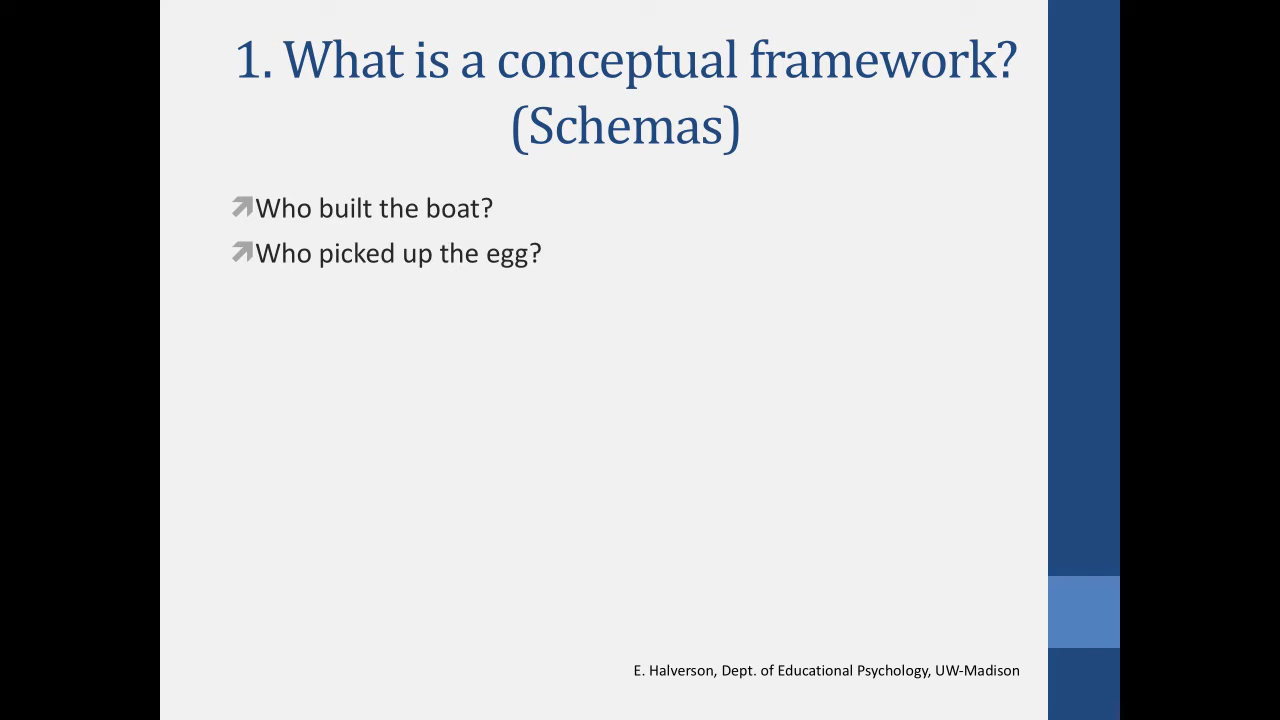 1. What is a conceptual framework?
(Schemas)
Who built the boat?
Who picked up the egg?
E. Halverson, Dept. of Educational Psychology, UW-Madison